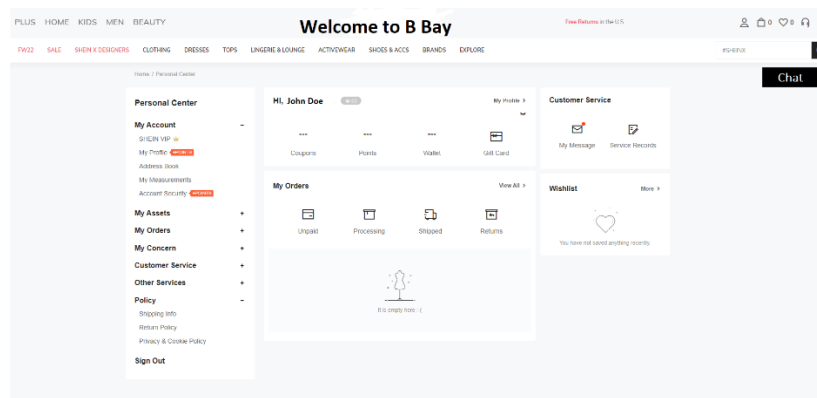 PLUS HOME KIDS MEN BEAUTY
Welcome to B Bay
Free Returns in the U.S.
0 0
FW22 SALE SHEIN X DESIGNERS CLOTHING DRESSES TOPS LINGERIE & LOUNGE ACTIVEWEAR SHOES & ACCS BRANDS EXPLORE
#SHEINX
Chat
Home / Personal Center
Personal Center
My Account -
SHEIN VIP
My Profile
Address Book
My Measurements
Account Security
My Assets +
My Orders +
My Concern +
Customer Service +
Other Services +
Policy -
Shipping Info
Return Policy
Privacy & Cookie Policy
Sign Out
Hi, John Doe
My Profile >
Coupons Points Wallet Gift Card
My Orders
View All >
Unpaid Processing Shipped Returns
It is empty here :-(
Customer Service
My Message Service Records
Wishlist
More >
You have not saved anything recently.